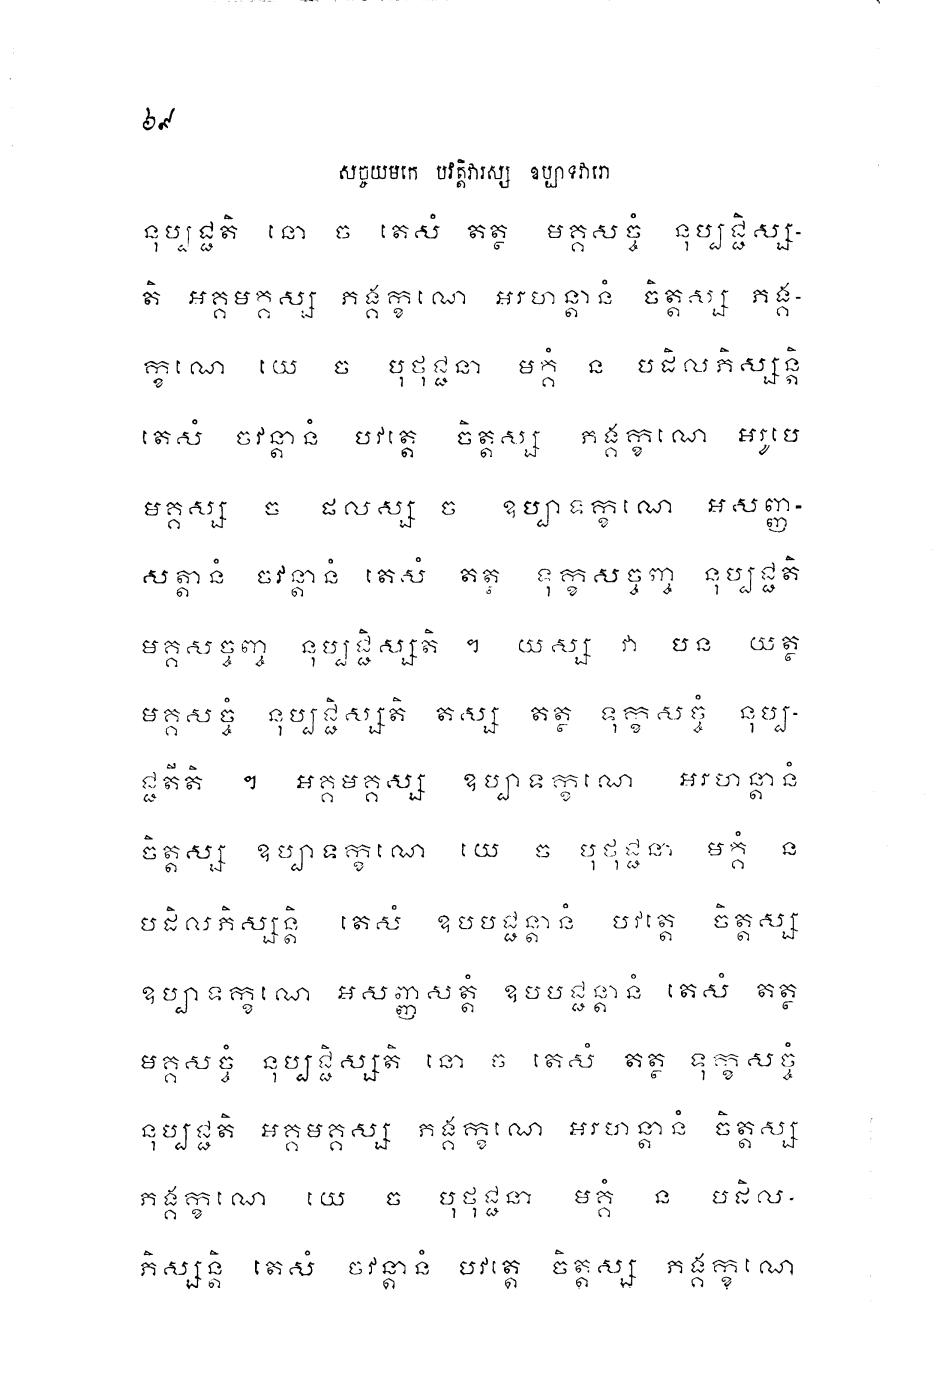 ៦៩
សច្ចយមកេ បវត្តិវារស្ស ឧប្បាទវារោ
នុប្បជ្ជតិ នោ ច តេសំ តត្ថ មគ្គសច្ចំ នុប្បជ្ជិស្ស-
តិ អគ្គមគ្គស្ស ភង្គក្ខណេ អរហន្តានំ ចិត្តស្ស ភង្គ-
ក្ខណេ យេ ច បុថុជ្ជនា មគ្គំ ន បដិលភិស្សន្តិ
តេសំ ចវន្តានំ បវត្តេ ចិត្តស្ស ភង្គក្ខណេ អរូបេ
មគ្គស្ស ច ផលស្ស ច ឧប្បាទក្ខណេ អសញ្ញ-
សត្តានំ ចវន្តានំ តេសំ តត្ថ ទុក្ខសច្ចញ្ច នុប្បជ្ជតិ
មគ្គសច្ចញ្ច នុប្បជ្ជិស្សតិ ។ យស្ស វា បន យត្ថ
មគ្គសច្ចំ នុប្បជ្ជិស្សតិ តស្ស តត្ថ ទុក្ខសច្ចំ នុប្ប-
ជ្ជតីតិ ។ អគ្គមគ្គស្ស ឧប្បាទក្ខណេ អរហន្តានំ
ចិត្តស្ស ឧប្បាទក្ខណេ យេ ច បុថុជ្ជនា មគ្គំ ន
បដិលភិស្សន្តិ តេសំ ឧបបជ្ជន្តានំ បវត្តេ ចិត្តស្ស
ឧប្បាទក្ខណេ អសញ្ញសត្តំ ឧបបជ្ជន្តានំ តេសំ តត្ថ
មគ្គសច្ចំ នុប្បជ្ជិស្សតិ នោ ច តេសំ តត្ថ ទុក្ខសច្ចំ
នុប្បជ្ជតិ អគ្គមគ្គស្ស ភង្គក្ខណេ អរហន្តានំ ចិត្តស្ស
ភង្គក្ខណេ យេ ច បុថុជ្ជនា មគ្គំ ន បដិល-
ភិស្សន្តិ តេសំ ចវន្តានំ បវត្តេ ចិត្តស្ស ភង្គក្ខណេ